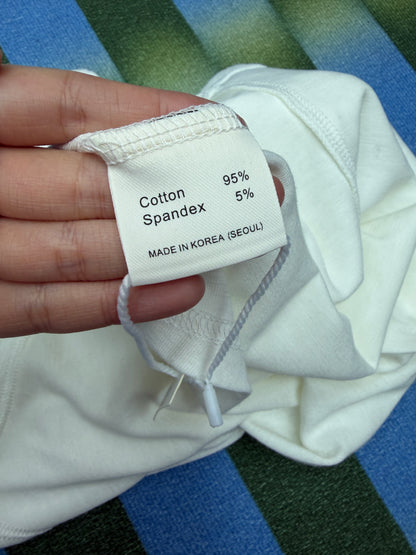 Cotton 95%
Spandex 5%
MADE IN KOREA (SEOUL)